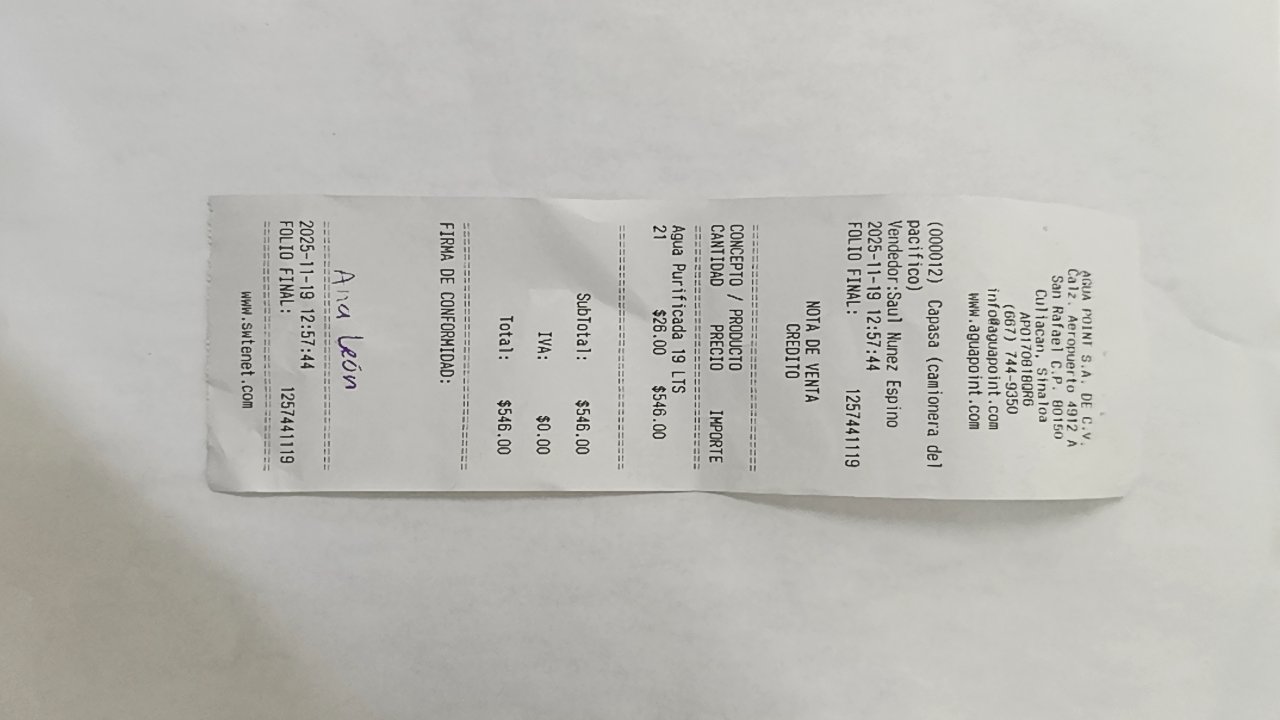 AGUA POINT S.A. DE C.V.
Calz. Aeropuerto 4912 A
San Rafael C.P. 80150
Culiacan, Sinaloa
APO170818QR6
(667) 744-9350
info@aguapoint.com
www.aguapoint.com
(000012) Capasa (camionera del
pacifico)
Vendedor:Saul Nunez Espino
2025-11-19 12:57:44
FOLIO FINAL: 1257441119
NOTA DE VENTA
CREDITO
CONCEPTO / PRODUCTO
CANTIDAD PRECIO IMPORTE
Agua Purificada 19 LTS
21 $26.00 $546.00
SubTotal: $546.00
IVA: $0.00
Total: $546.00
FIRMA DE CONFORMIDAD:
Ana León
2025-11-19 12:57:44
FOLIO FINAL: 1257441119
www.swtenet.com